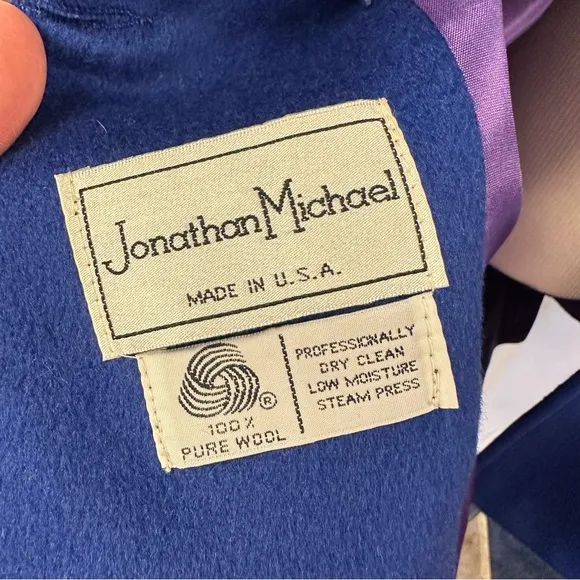 Jonathan Michael
MADE IN U.S.A.
®
100%
PURE WOOL
PROFESSIONALLY
DRY CLEAN
LOW MOISTURE
STEAM PRESS